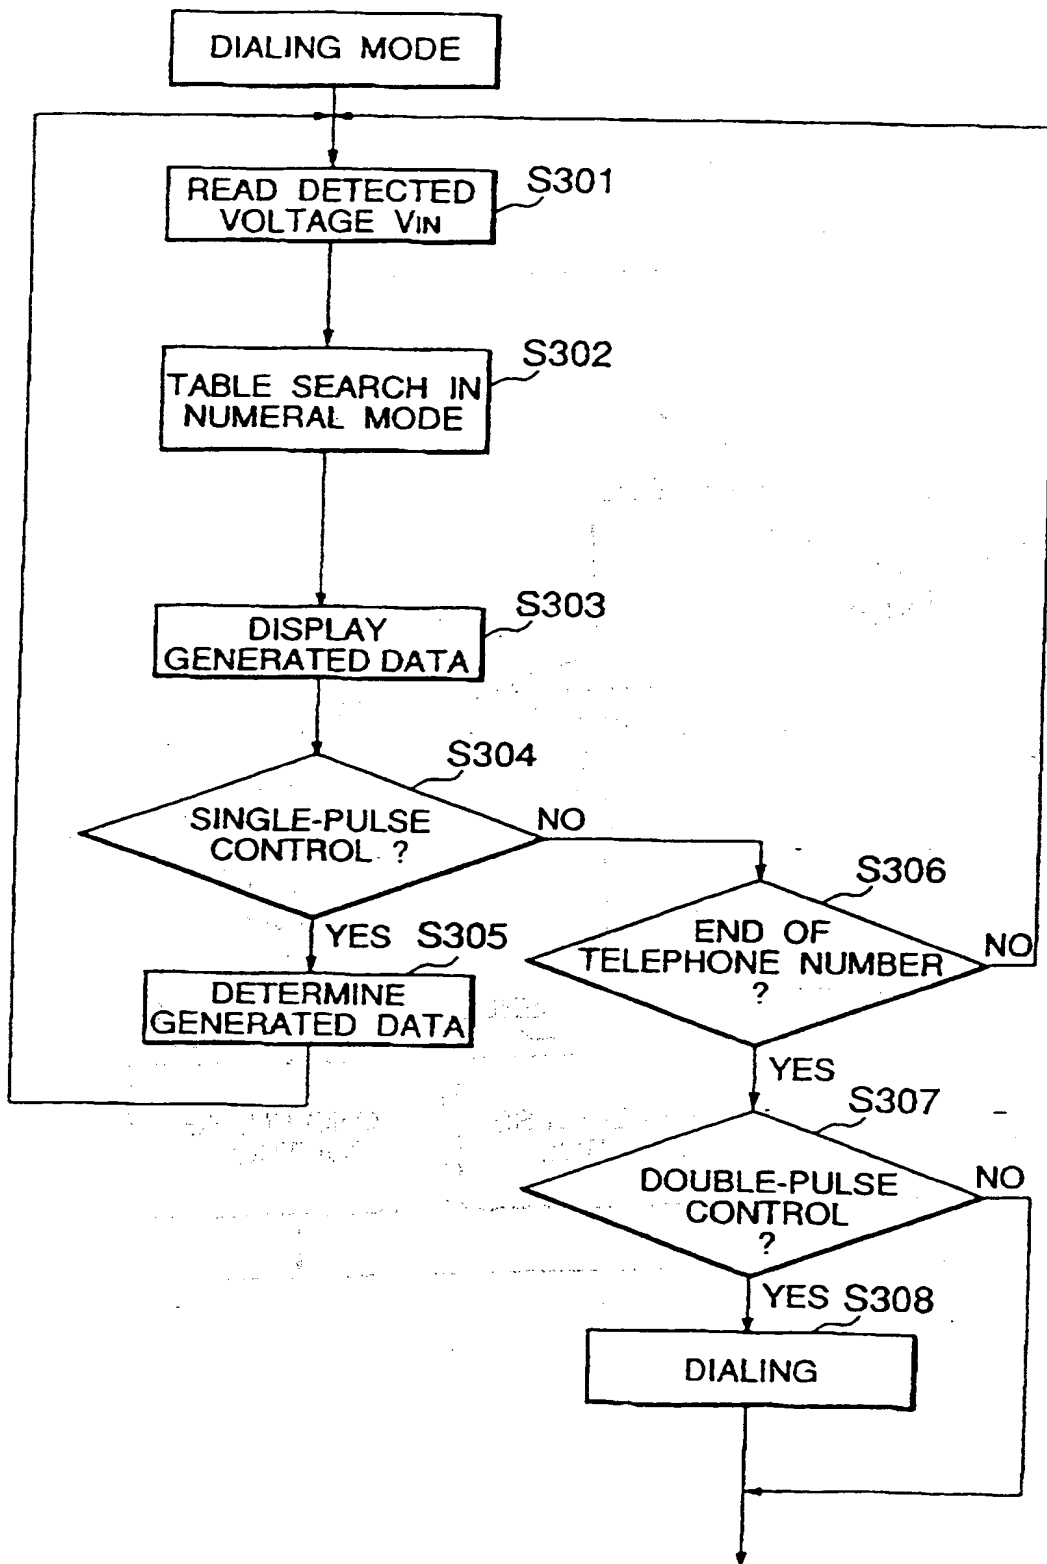 DIALING MODE
READ DETECTED
VOLTAGE VIN
S301
TABLE SEARCH IN
NUMERAL MODE
S302
DISPLAY
GENERATED DATA
S303
SINGLE-PULSE
CONTROL ?
S304
NO
YES
S305
DETERMINE
GENERATED DATA
END OF
TELEPHONE NUMBER
?
S306
NO
YES
S307
DOUBLE-PULSE
CONTROL
?
NO
YES
S308
DIALING